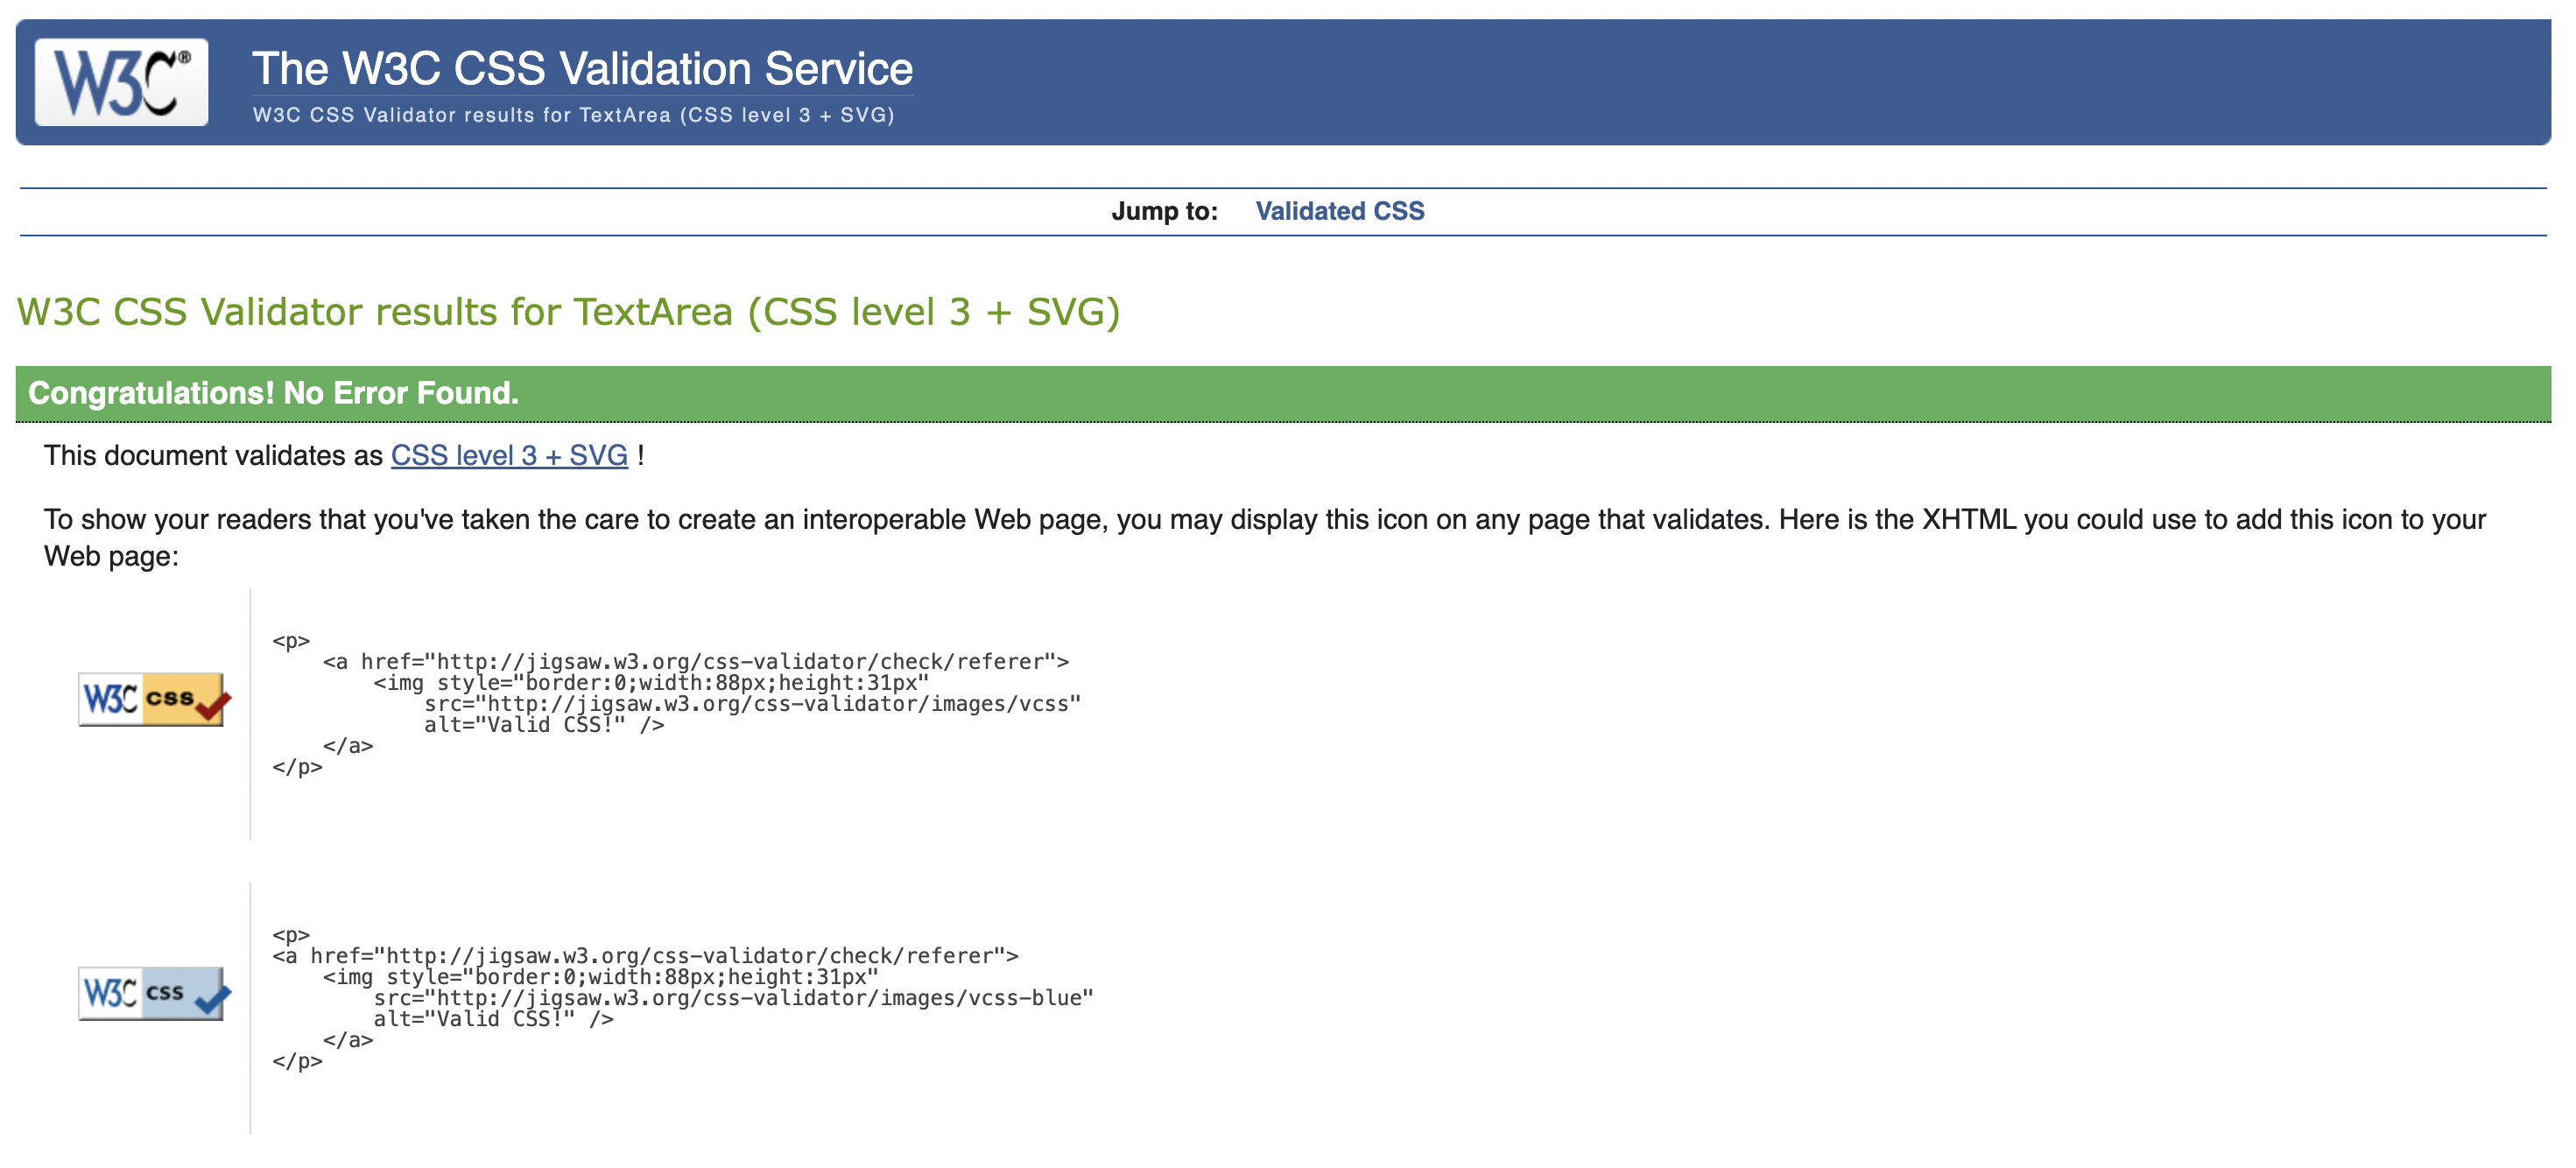 W3C®
The W3C CSS Validation Service
W3C CSS Validator results for TextArea (CSS level 3 + SVG)
Jump to: Validated CSS
W3C CSS Validator results for TextArea (CSS level 3 + SVG)
Congratulations! No Error Found.
This document validates as CSS level 3 + SVG !
To show your readers that you've taken the care to create an interoperable Web page, you may display this icon on any page that validates. Here is the XHTML you could use to add this icon to your
Web page:
W3C css
<p>
    <a href="http://jigsaw.w3.org/css-validator/check/referer">
        <img style="border:0;width:88px;height:31px"
            src="http://jigsaw.w3.org/css-validator/images/vcss"
            alt="Valid CSS!" />
    </a>
</p>
W3C css
<p>
<a href="http://jigsaw.w3.org/css-validator/check/referer">
    <img style="border:0;width:88px;height:31px"
        src="http://jigsaw.w3.org/css-validator/images/vcss-blue"
        alt="Valid CSS!" />
    </a>
</p>